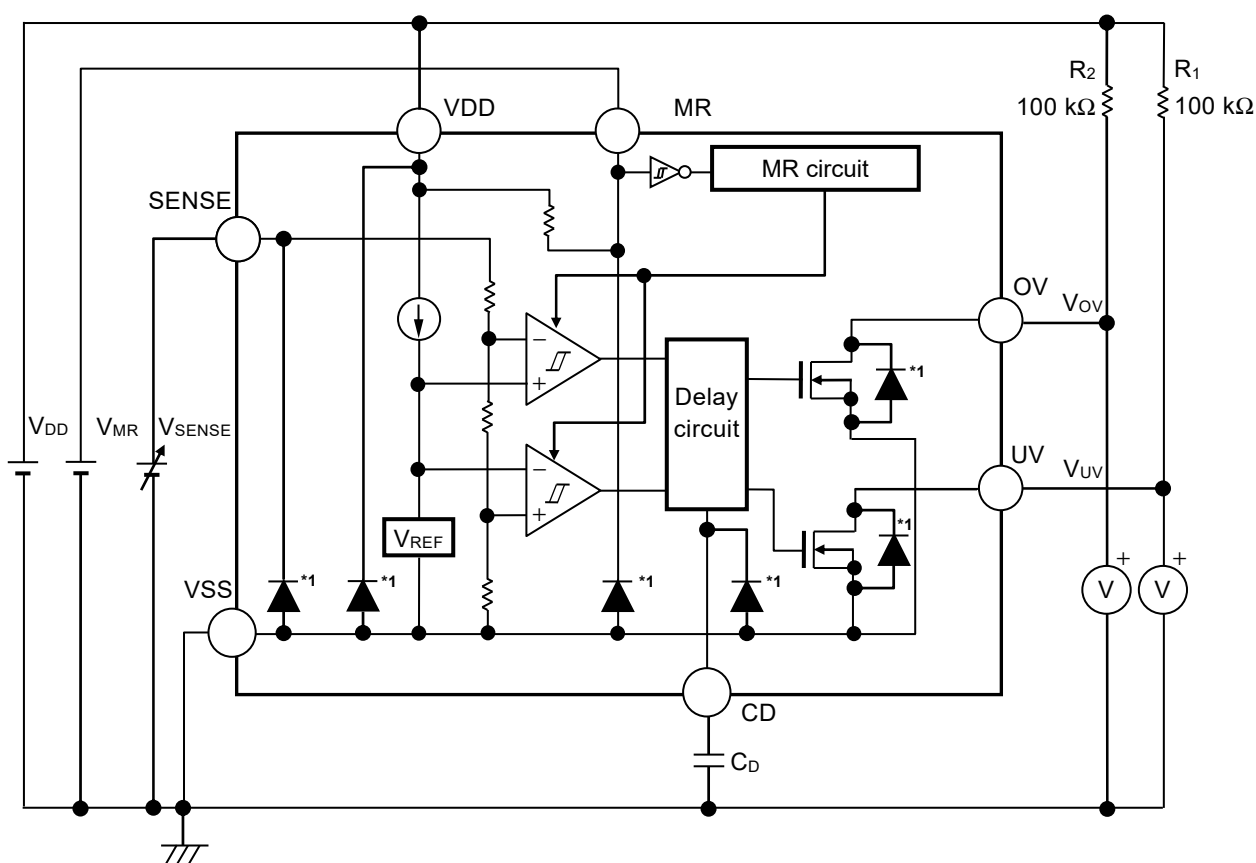 R2
100 kΩ
R1
100 kΩ
VDD
MR
MR circuit
SENSE
OV
VOV
−
+
*1
Delay
circuit
VDD
VMR
VSENSE
UV
VUV
−
+
*1
VREF
VSS
*1
*1
*1
*1
+
V
+
V
CD
CD